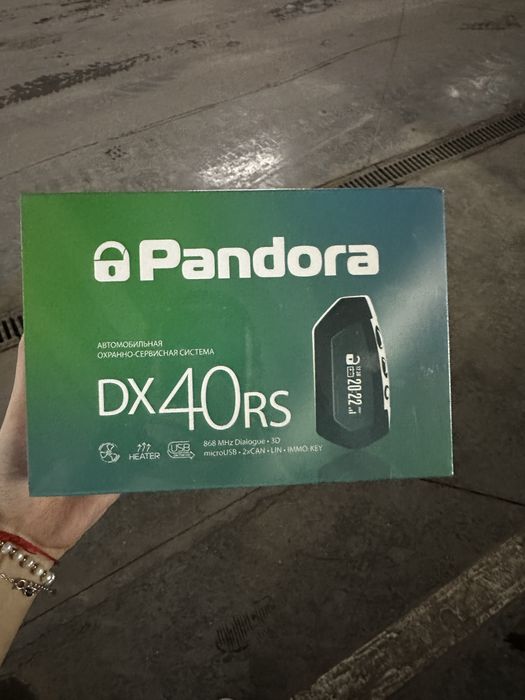 Pandora
АВТОМОБИЛЬНАЯ
ОХРАННО-СЕРВИСНАЯ СИСТЕМА
DX40RS
HEATER
USB
868 MHz Dialogue • 3D
microUSB • 2xCAN • LIN • IMMO-KEY
20:22